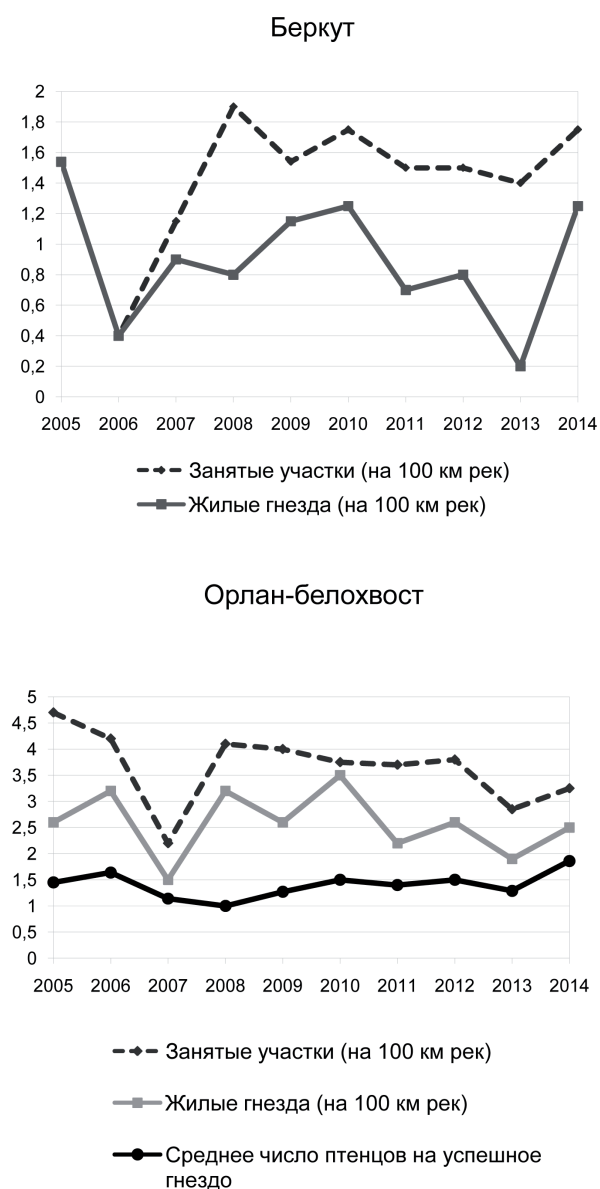 Беркут
2
1,8
1,6
1,4
1,2
1
0,8
0,6
0,4
0,2
0
2005 2006 2007 2008 2009 2010 2011 2012 2013 2014
Занятые участки (на 100 км рек)
Жилые гнезда (на 100 км рек)
Орлан-белохвост
5
4,5
4
3,5
3
2,5
2
1,5
1
0,5
0
2005 2006 2007 2008 2009 2010 2011 2012 2013 2014
Занятые участки (на 100 км рек)
Жилые гнезда (на 100 км рек)
Среднее число птенцов на успешное
гнездо